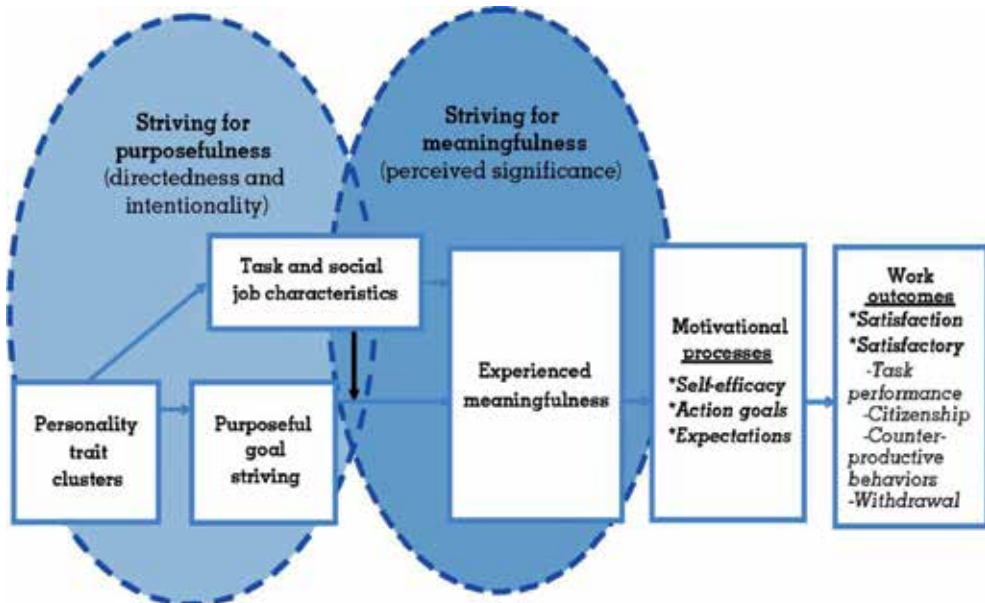 Striving for
purposefulness
(directedness and
intentionality)
Striving for
meaningfulness
(perceived significance)
Task and social
job characteristics
Personality
trait
clusters
Purposeful
goal
striving
Experienced
meaningfulness
Motivational
processes
*Self-efficacy
*Action goals
*Expectations
Work
outcomes
*Satisfaction
*Satisfactory
-Task
performance
-Citizenship
-Counter-
productive
behaviors
-Withdrawal